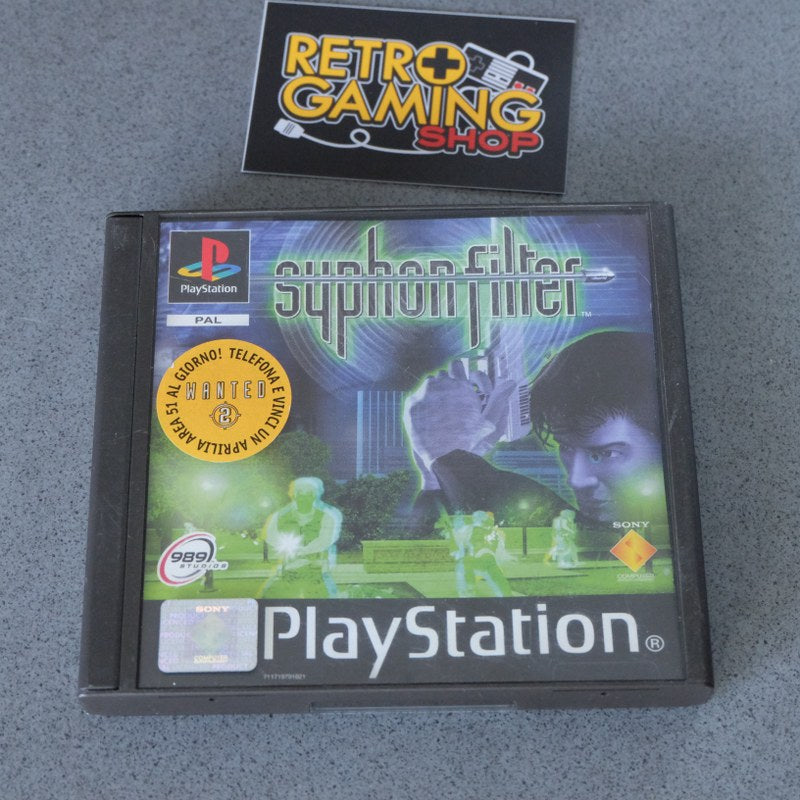 RETRO
GAMING
SHOP
PlayStation
PAL
syphon filter
TM
AL GIORNO! TELEFONA E VINCI UN APRILIA AREA 51
WANTED
2
989
STUDIOS
SONY
COMPUTER
SONY
PlayStation®